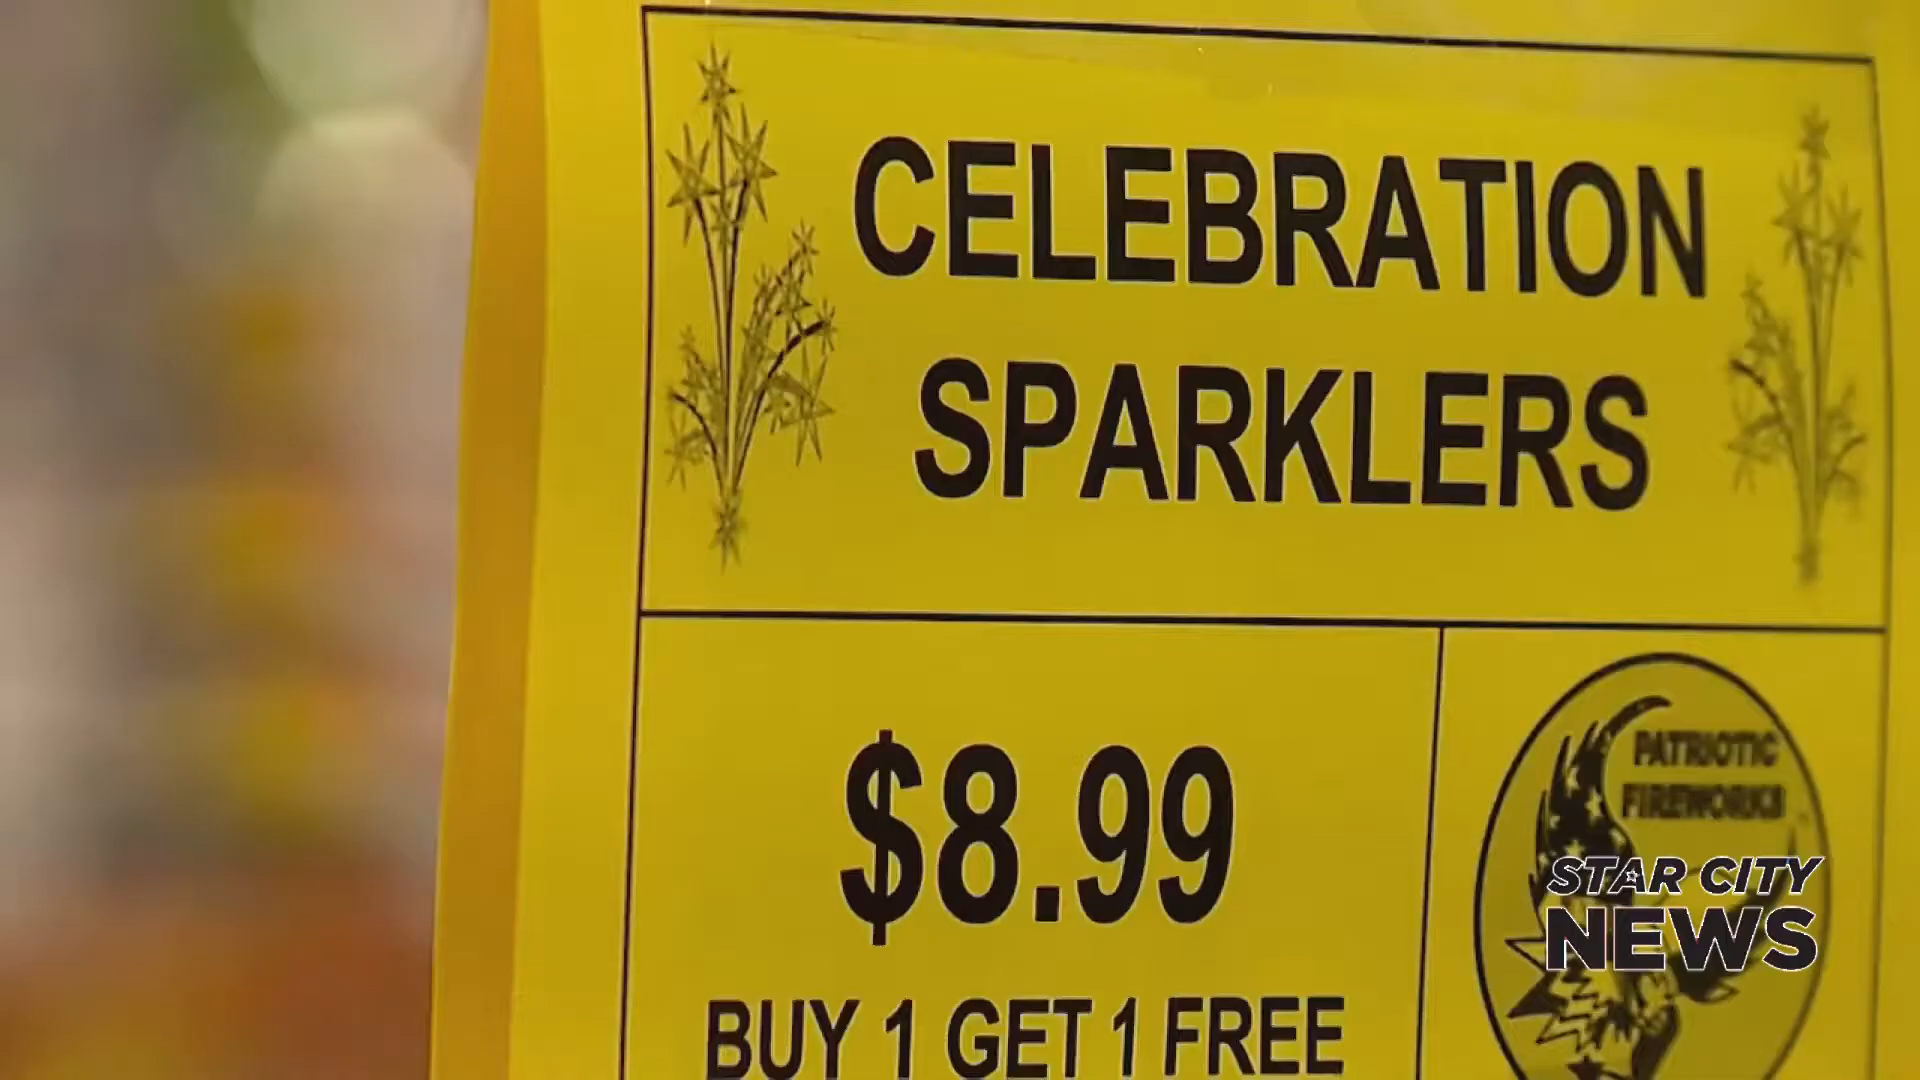 CELEBRATION
SPARKLERS
$8.99
BUY 1 GET 1 FREE
PATRIOTIC
FIREWORKS
STAR CITY
NEWS